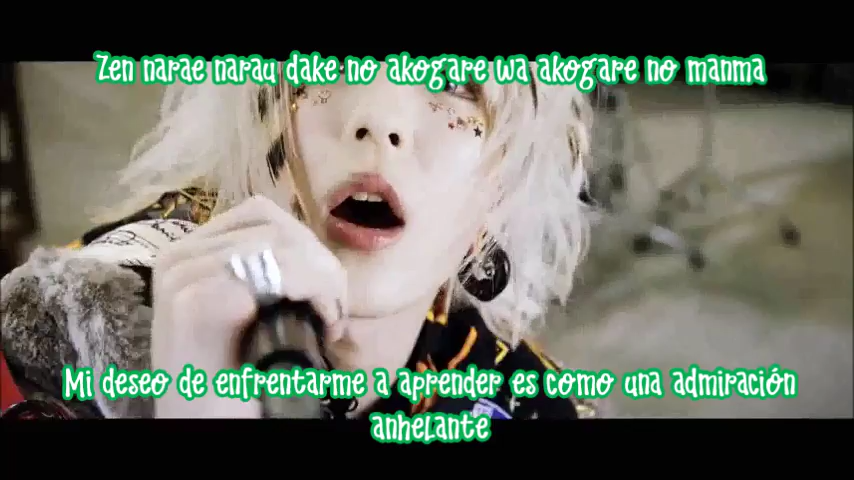 Zen narae narau dake no akogare wa akogare no manma
Mi deseo de enfrentarme a aprender es como una admiración
anhelante